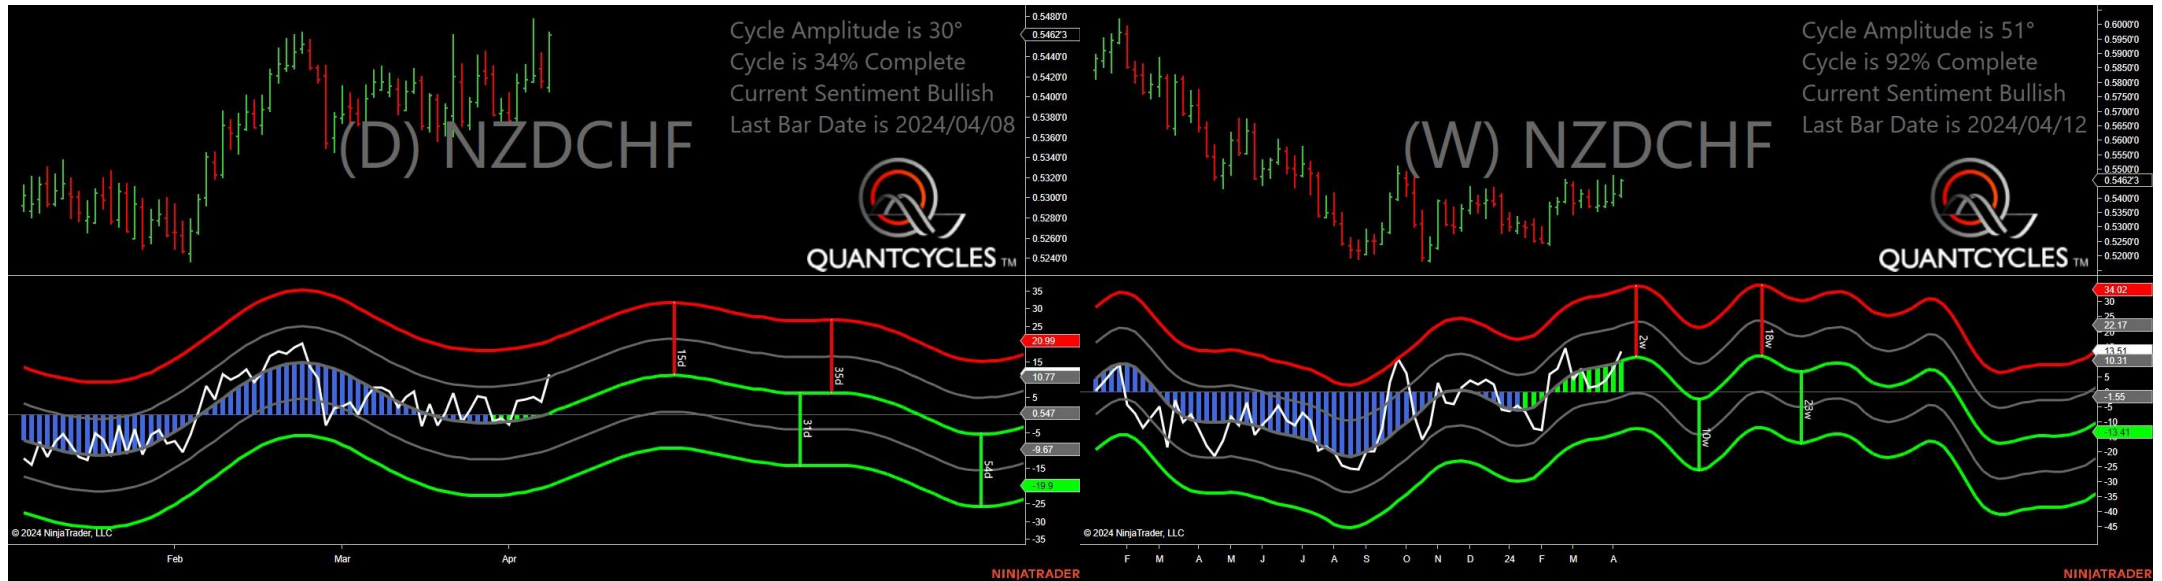 Cycle Amplitude is 30°
Cycle is 34% Complete
Current Sentiment Bullish
Last Bar Date is 2024/04/08
(D) NZDCHF
QUANTCYCLES TM
0.5480'0
0.5462'3
0.5440'0
0.5420'0
0.5400'0
0.5380'0
0.5360'0
0.5340'0
0.5320'0
0.5300'0
0.5280'0
0.5260'0
0.5240'0
35
30
25
20.99
15
10.77
5
0.547
-5
-9.67
-15
-19.9
-25
-30
-35
15d
35d
31d
54d
© 2024 NinjaTrader, LLC
Feb Mar Apr
NINJATRADER
Cycle Amplitude is 51°
Cycle is 92% Complete
Current Sentiment Bullish
Last Bar Date is 2024/04/12
(W) NZDCHF
QUANTCYCLES TM
0.6000'0
0.5950'0
0.5900'0
0.5850'0
0.5800'0
0.5750'0
0.5700'0
0.5650'0
0.5600'0
0.5550'0
0.5500'0
0.5462'3
0.5400'0
0.5350'0
0.5300'0
0.5250'0
0.5200'0
34.02
30
25
22.17
13.51
10.31
5
-1.55
-5
-10
-13.41
-20
-25
-30
-35
-40
-45
2w
18w
10w
23w
© 2024 NinjaTrader, LLC
F M A M J J A S O N D 24 F M A
NINJATRADER